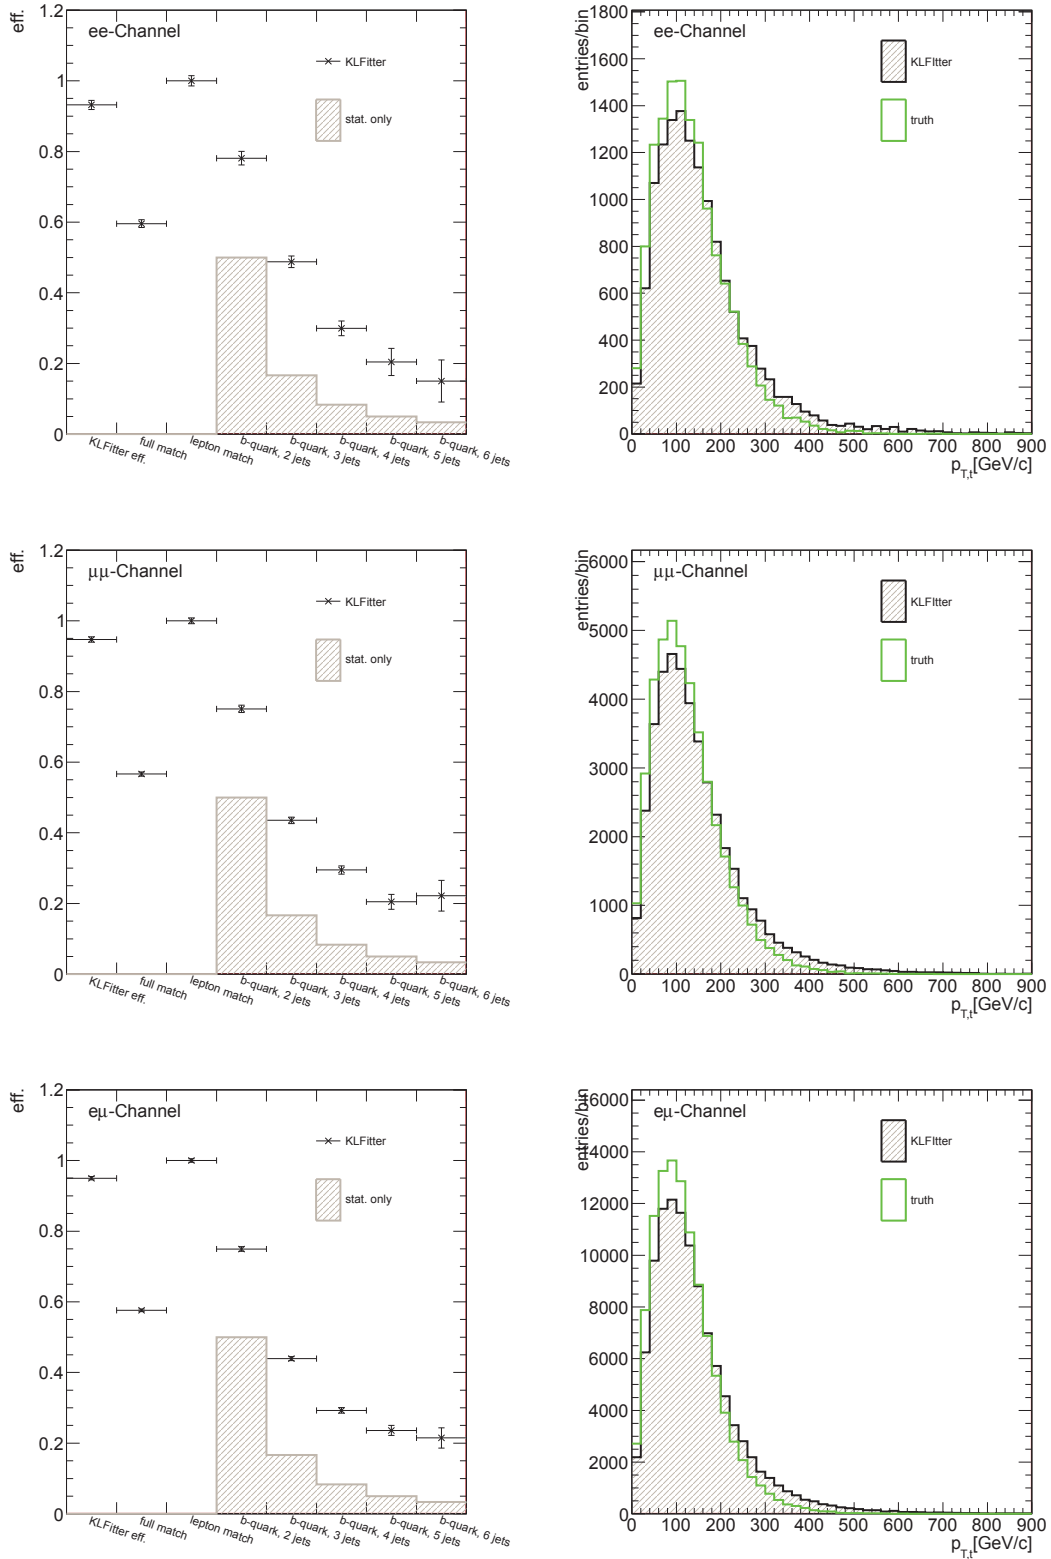 eff.
1.2
1
0.8
0.6
0.4
0.2
0
ee-Channel
KLFitter
stat. only
KLFitter eff.
full match
lepton match
b-quark, 2 jets
b-quark, 3 jets
b-quark, 4 jets
b-quark, 5 jets
b-quark, 6 jets
entries/bin
1800
1600
1400
1200
1000
800
600
400
200
0
ee-Channel
KLFItter
truth
0 100 200 300 400 500 600 700 800 900
p_T,t[GeV/c]
eff.
1.2
1
0.8
0.6
0.4
0.2
0
μμ-Channel
KLFitter
stat. only
KLFitter eff.
full match
lepton match
b-quark, 2 jets
b-quark, 3 jets
b-quark, 4 jets
b-quark, 5 jets
b-quark, 6 jets
entries/bin
6000
5000
4000
3000
2000
1000
0
μμ-Channel
KLFItter
truth
0 100 200 300 400 500 600 700 800 900
p_T,t[GeV/c]
eff.
1.2
1
0.8
0.6
0.4
0.2
0
eμ-Channel
KLFitter
stat. only
KLFitter eff.
full match
lepton match
b-quark, 2 jets
b-quark, 3 jets
b-quark, 4 jets
b-quark, 5 jets
b-quark, 6 jets
entries/bin
16000
14000
12000
10000
8000
6000
4000
2000
0
eμ-Channel
KLFItter
truth
0 100 200 300 400 500 600 700 800 900
p_T,t[GeV/c]